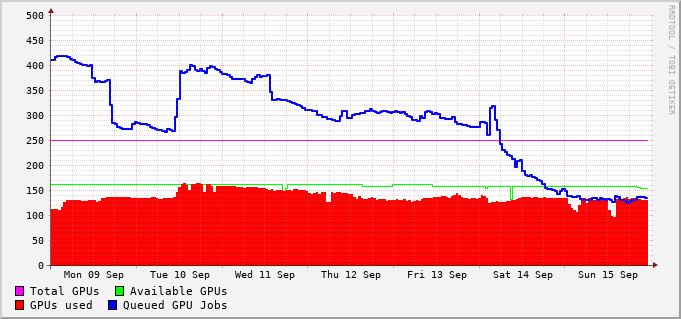 500
450
400
350
300
250
200
150
100
50
0
Mon 09 Sep Tue 10 Sep Wed 11 Sep Thu 12 Sep Fri 13 Sep Sat 14 Sep Sun 15 Sep
Total GPUs Available GPUs
GPUs used Queued GPU Jobs
RRDTOOL / TOBI OETIKER